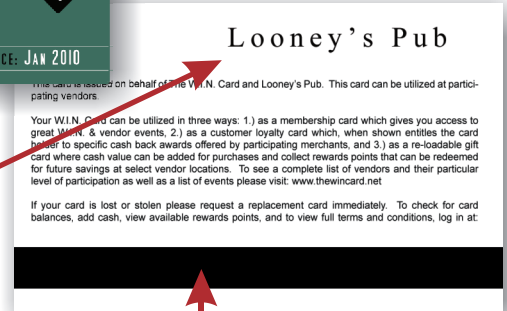 Looney's Pub
CE: JAN 2010
This card is issued on behalf of The W.I.N. Card and Looney's Pub. This card can be utilized at partici-
pating vendors.
Your W.I.N. Card can be utilized in three ways: 1.) as a membership card which gives you access to
great W.I.N. & vendor events, 2.) as a customer loyalty card which, when shown entitles the card
holder to specific cash back awards offered by participating merchants, and 3.) as a re-loadable gift
card where cash value can be added for purchases and collect rewards points that can be redeemed
for future savings at select vendor locations. To see a complete list of vendors and their particular
level of participation as well as a list of events please visit: www.thewincard.net
If your card is lost or stolen please request a replacement card immediately. To check for card
balances, add cash, view available rewards points, and to view full terms and conditions, log in at: